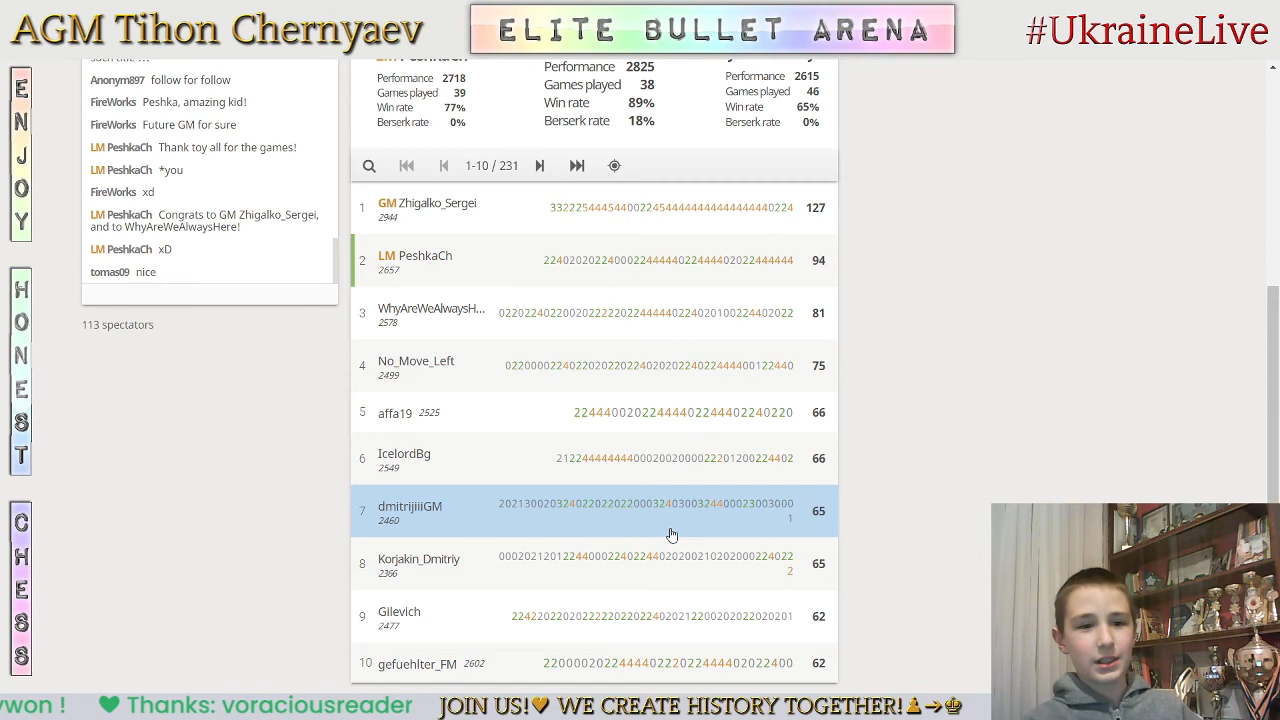 AGM Tihon Chernyaev
ELITE BULLET ARENA
#UkraineLive
ENJOY
HONEST
CHESS
Anonym897 follow for follow
FireWorks Peshka, amazing kid!
FireWorks Future GM for sure
LM PeshkaCh Thank toy all for the games!
LM PeshkaCh *you
FireWorks xd
LM PeshkaCh Congrats to GM Zhigalko_Sergei,
and to WhyAreWeAlwaysHere!
LM PeshkaCh xD
tomas09 nice
113 spectators
Performance 2718
Games played 39
Win rate 77%
Berserk rate 0%
Performance 2825
Games played 38
Win rate 89%
Berserk rate 18%
Performance 2615
Games played 46
Win rate 65%
Berserk rate 0%
1-10 / 231
1 GM Zhigalko_Sergei 2944 33222544454400224544444444444444440224 127
2 LM PeshkaCh 2657 224020202240002244444022444402022444444 94
3 WhyAreWeAlwaysH... 2578 81
4 No_Move_Left 2499 75
5 affa19 2525 22444002022444402244402240220 66
6 IcelordBg 2549 66
7 dmitrijiiiGM 2460 65
8 Korjakin_Dmitriy 2366 65
9 Gilevich 2477 62
10 gefuehlter_FM 2602 62
ywon ! Thanks: voraciousreader
JOIN US! WE CREATE HISTORY TOGETHER!